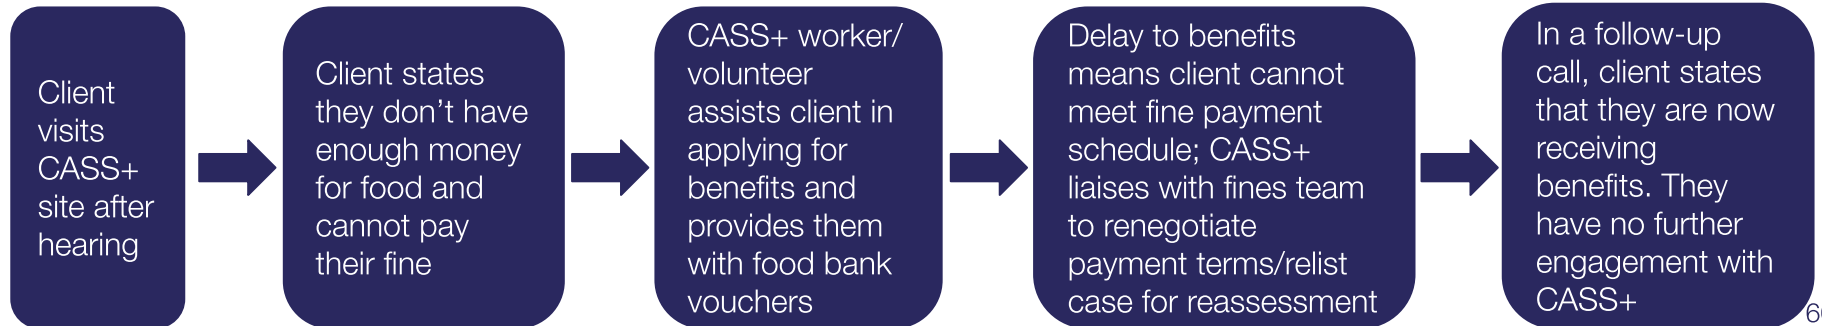 Client
visits
CASS+
site after
hearing
Client states
they don't have
enough money
for food and
cannot pay
their fine
CASS+ worker/
volunteer
assists client in
applying for
benefits and
provides them
with food bank
vouchers
Delay to benefits
means client cannot
meet fine payment
schedule; CASS+
liaises with fines team
to renegotiate
payment terms/relist
case for reassessment
In a follow-up
call, client states
that they are now
receiving
benefits. They
have no further
engagement with
CASS+